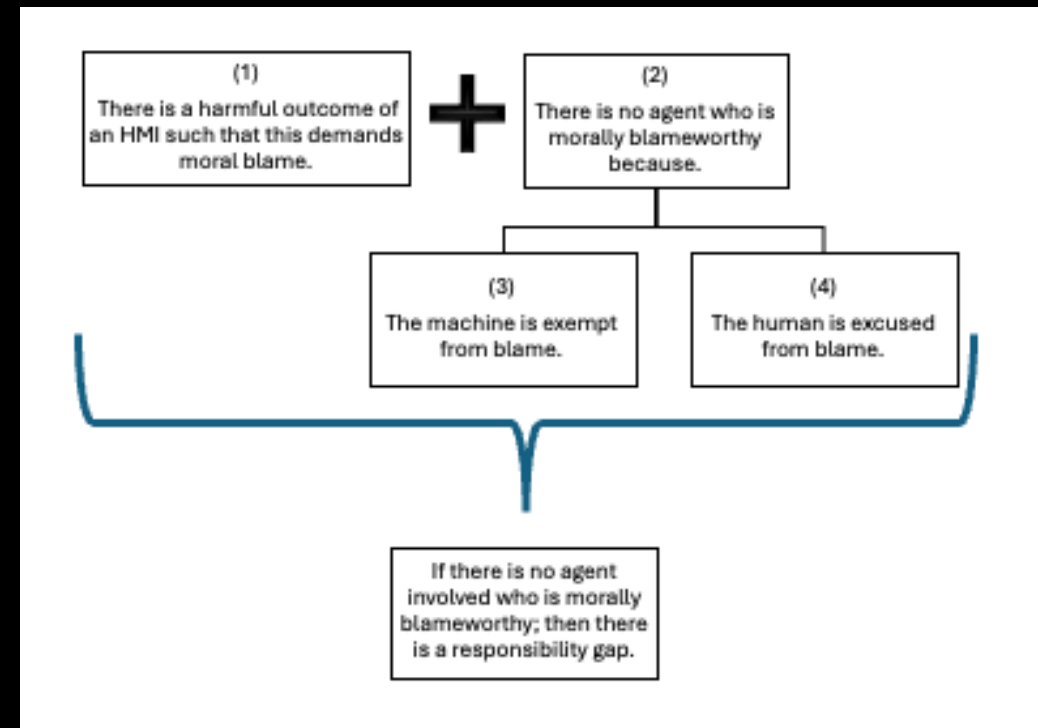 (1)
There is a harmful outcome of
an HMI such that this demands
moral blame.
(2)
There is no agent who is
morally blameworthy
because.
(3)
The machine is exempt
from blame.
(4)
The human is excused
from blame.
If there is no agent
involved who is morally
blameworthy; then there
is a responsibility gap.